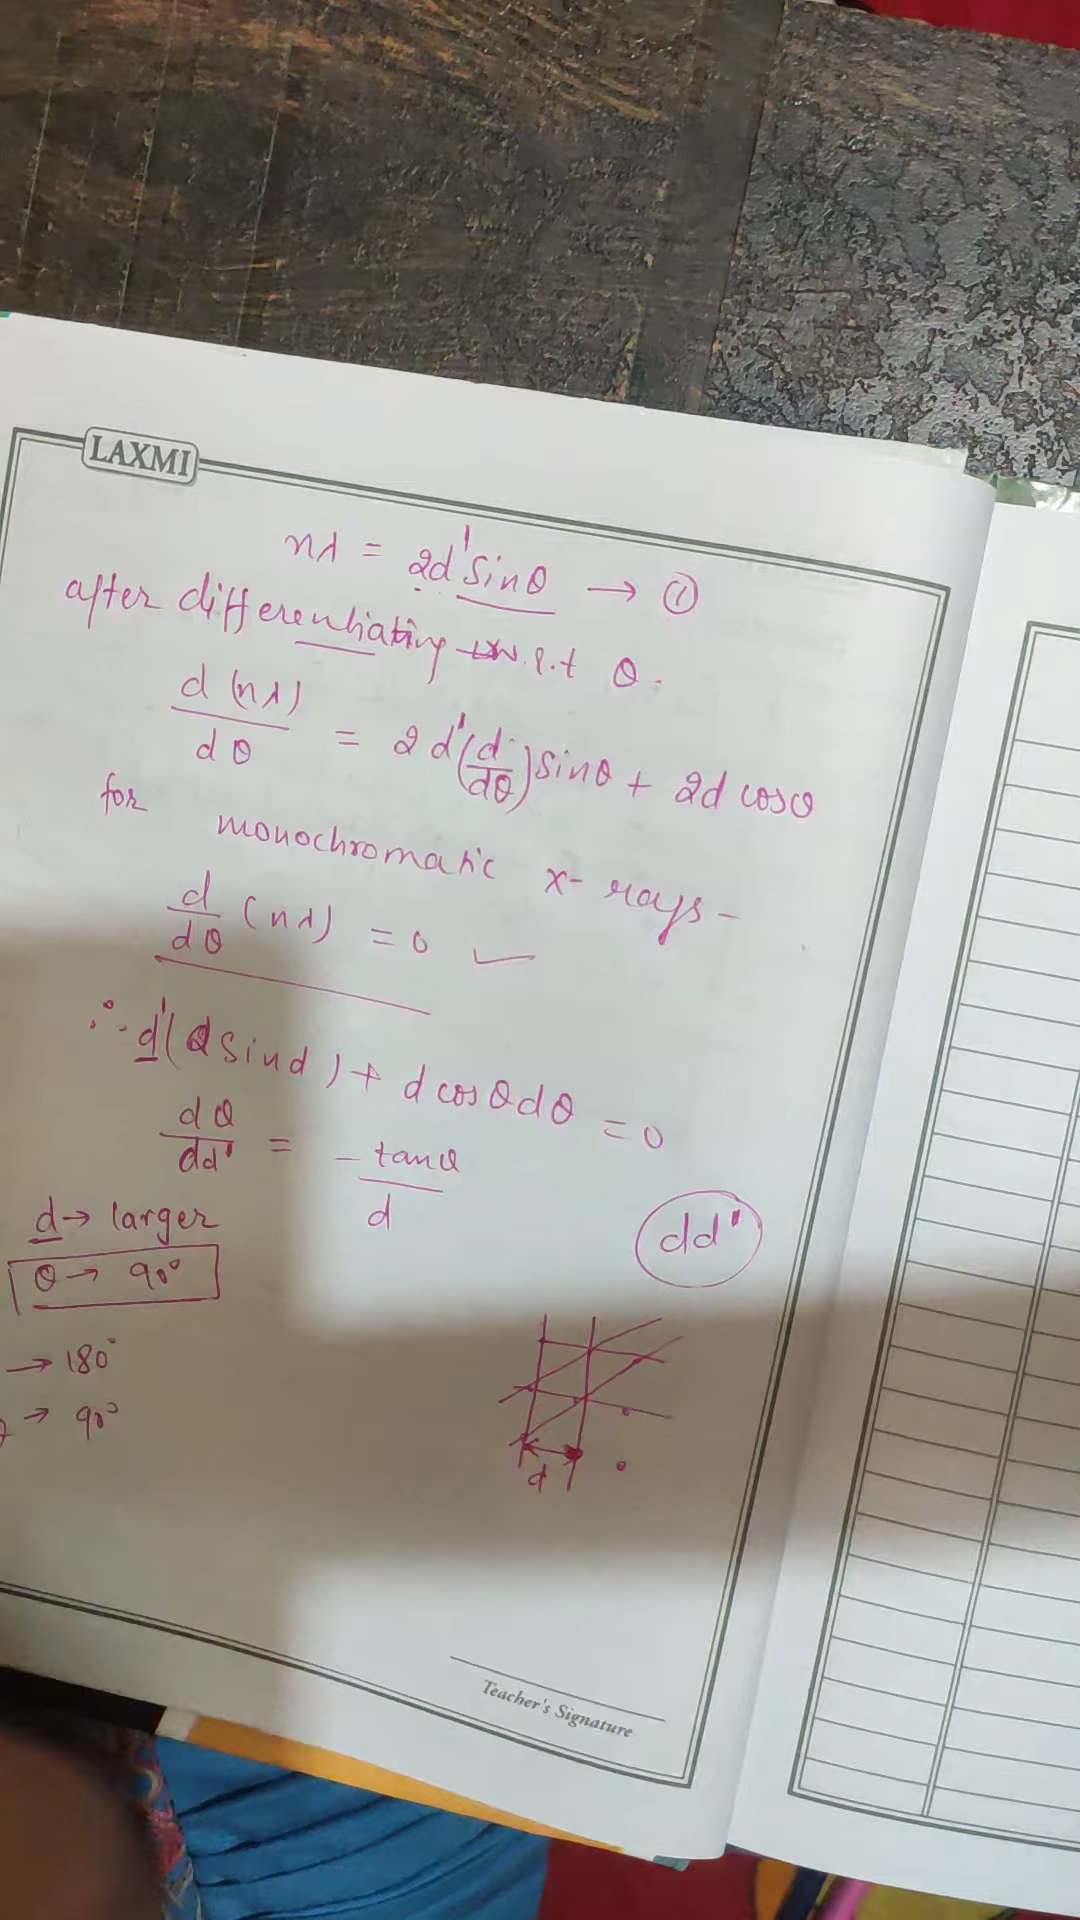 LAXMI
nλ = 2d' sinθ → ①
after differentiating w.r.t θ.
d (nλ) / dθ = 2d' (d/dθ) sinθ + 2d cosθ
for monochromatic x-rays -
d/dθ (nλ) = 0 ✓
∴ d'(2 sin d) + d cosθ dθ = 0
dθ/dd' = - tanθ/d
d → larger
dd'
θ → 90°
→ 180°
→ 90°
d
Teacher's Signature